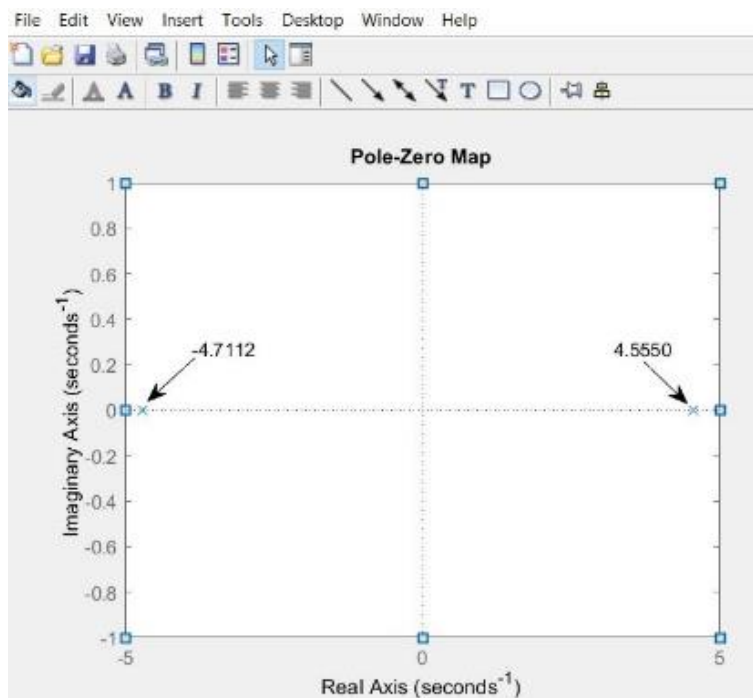 File Edit View Insert Tools Desktop Window Help
B I T T
Pole-Zero Map
1
0.8
0.6
0.4
-4.7112 4.5550
0.2
0
-0.2
-0.4
-0.6
-0.8
-1
-5 0 5
Imaginary Axis (seconds⁻¹)
Real Axis (seconds⁻¹)